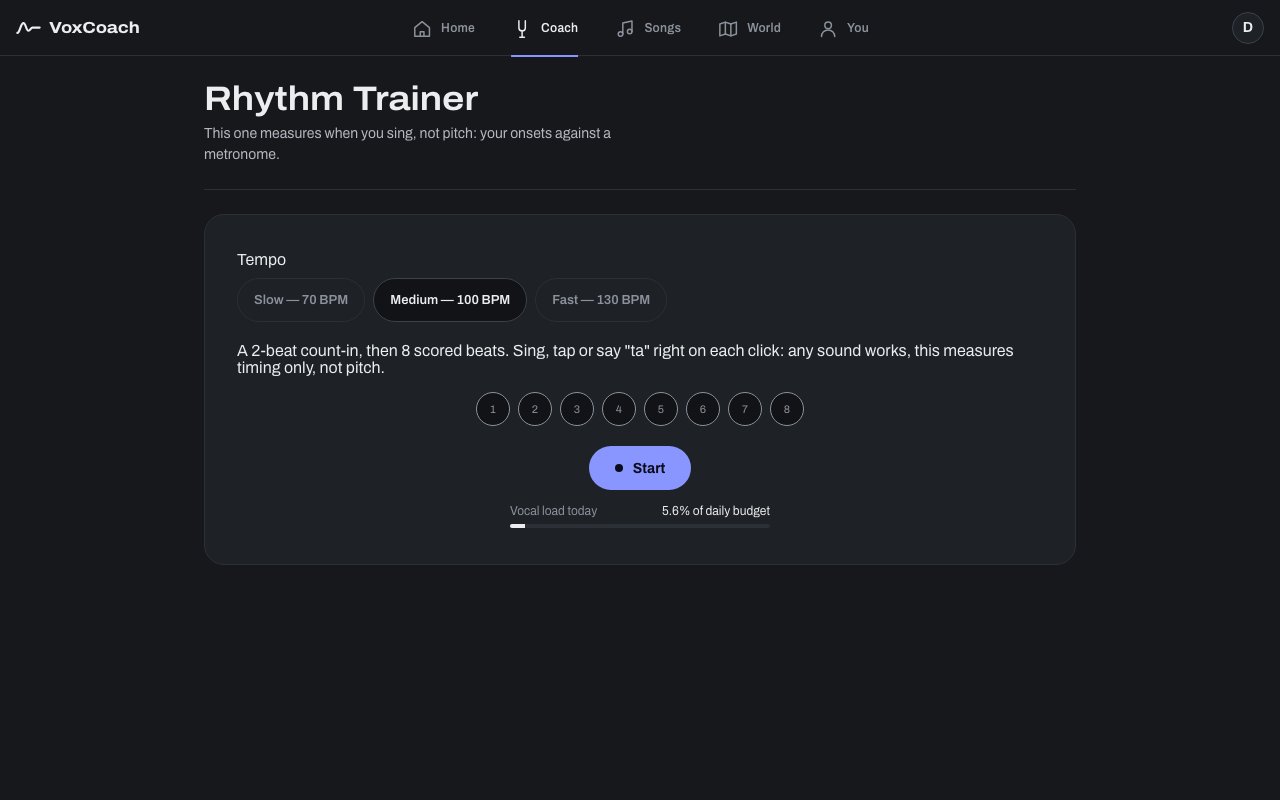 VoxCoach
Home
Coach
Songs
World
You
D
Rhythm Trainer
This one measures when you sing, not pitch: your onsets against a
metronome.
Tempo
Slow — 70 BPM
Medium — 100 BPM
Fast — 130 BPM
A 2-beat count-in, then 8 scored beats. Sing, tap or say "ta" right on each click: any sound works, this measures
timing only, not pitch.
1 2 3 4 5 6 7 8
Start
Vocal load today
5.6% of daily budget